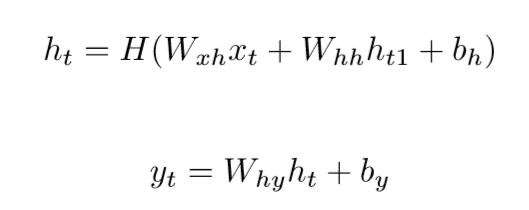 h_t = H(W_{xh}x_t + W_{hh}h_{t1} + b_h)
y_t = W_{hy}h_t + b_y